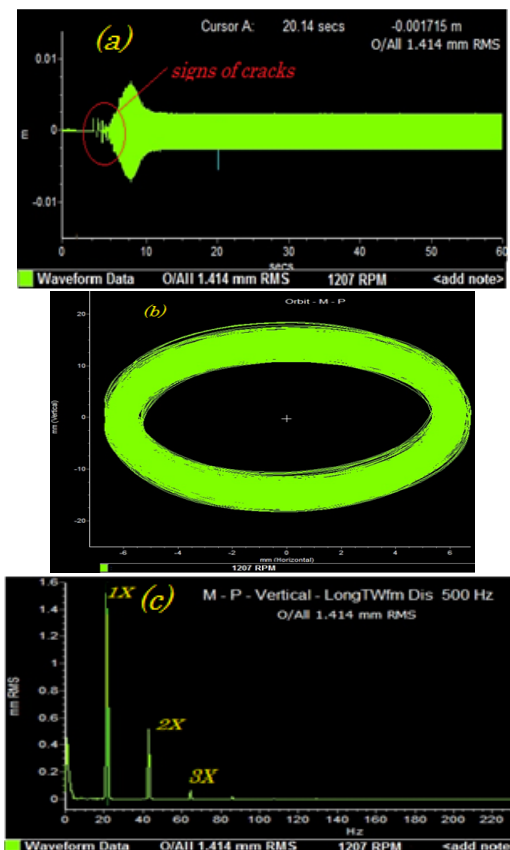 (a)
Cursor A: 20.14 secs -0.001715 m
O/All 1.414 mm RMS
signs of cracks
0.01
m
0
-0.01
0 10 20 30 40 50 60
secs
Waveform Data O/All 1.414 mm RMS 1207 RPM <add note>
(b)
Orbit - M - P
20
10
mm (Vertical)
0
-10
-20
-6 -4 -2 0 2 4 6
mm (Horizontal)
1207 RPM
1.6
1X (c) M - P - Vertical - LongTWfm Dis 500 Hz
O/All 1.414 mm RMS
1.4
1.2
1
mm RMS
0.8
0.6
2X
0.4
0.2
3X
0
0 20 40 60 80 100 120 140 160 180 200 220
Hz
Waveform Data O/All 1.414 mm RMS 1207 RPM <add note>